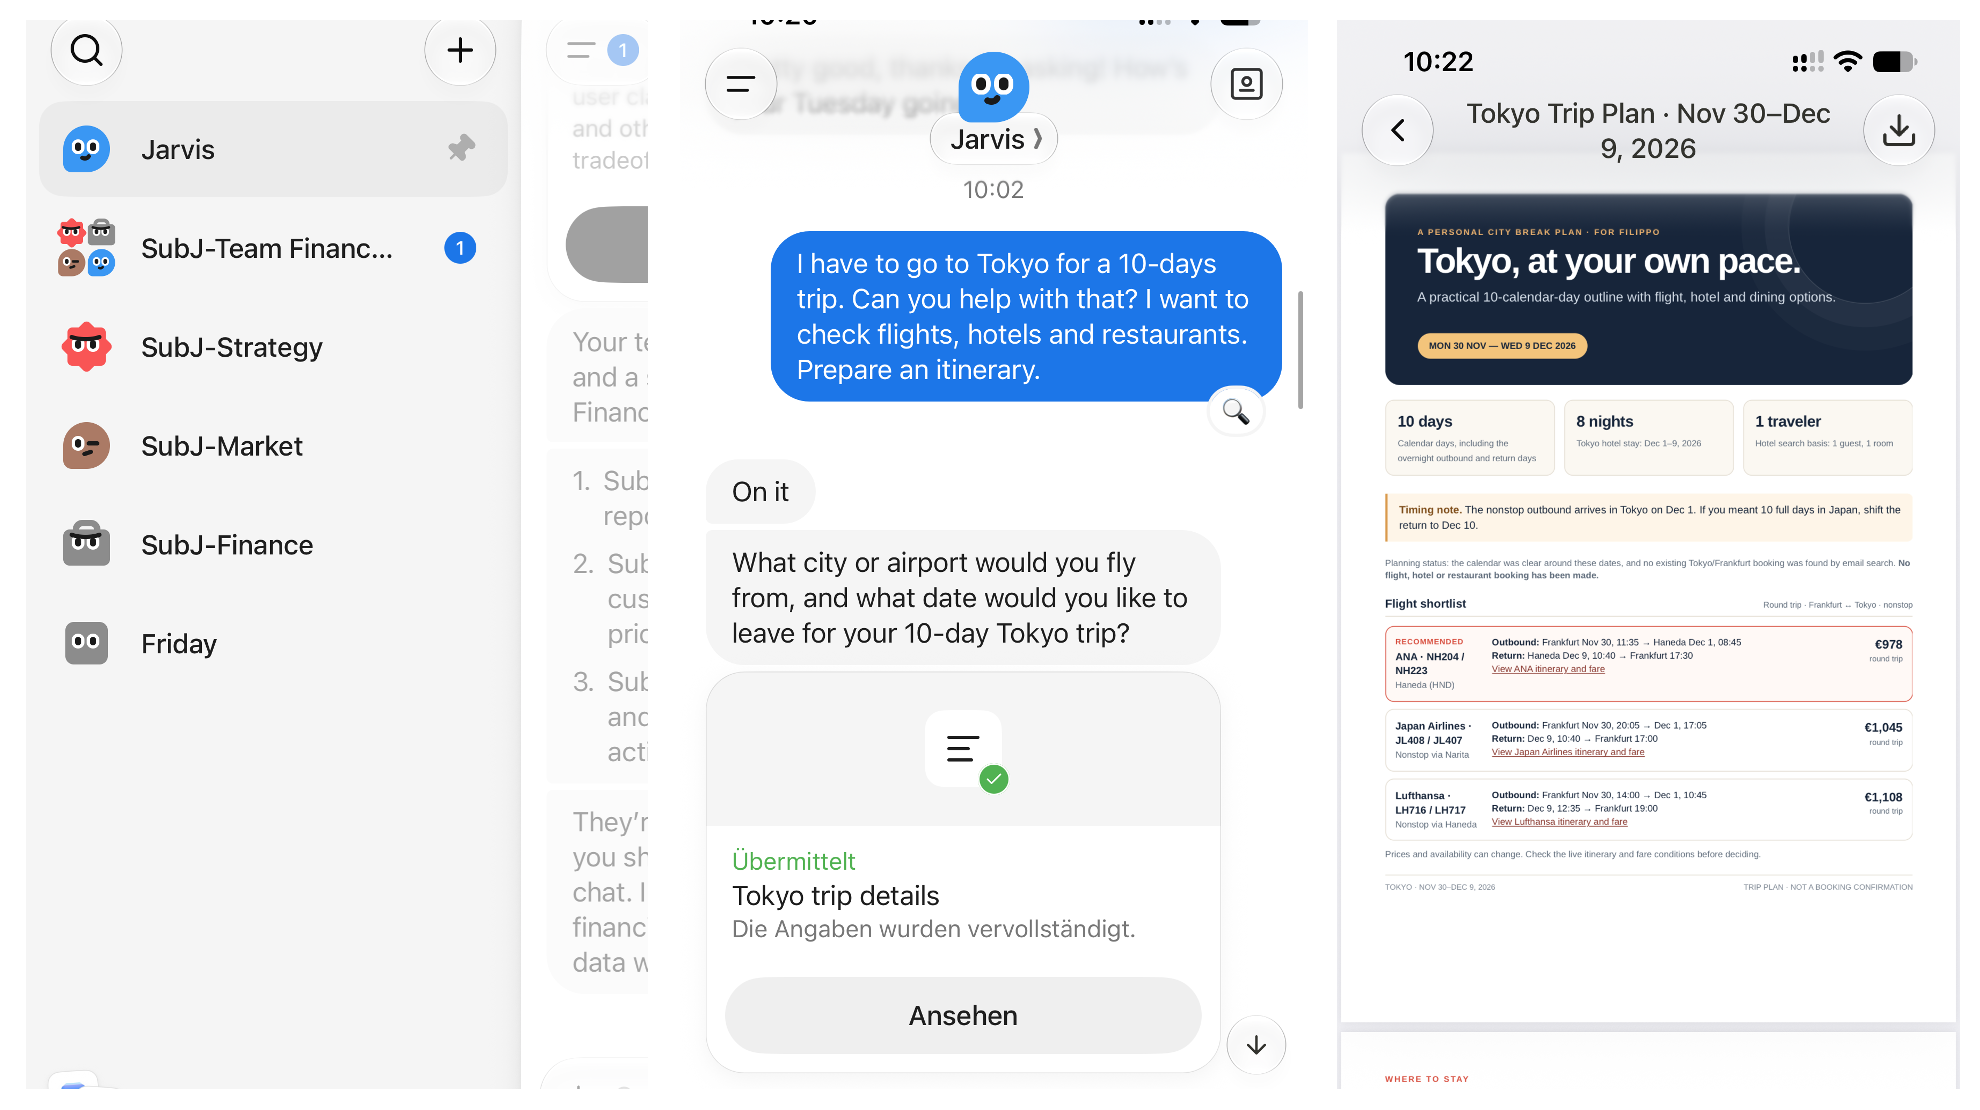 Jarvis
SubJ-Team Financ...
1
SubJ-Strategy
SubJ-Market
SubJ-Finance
Friday
1
user
and
Your
and a
1.
2.
3.
and
you
chat. I
data
Jarvis ⟩
10:02
I have to go to Tokyo for a 10-days
trip. Can you help with that? I want to
check flights, hotels and restaurants.
Prepare an itinerary.
On it
What city or airport would you fly
from, and what date would you like to
leave for your 10-day Tokyo trip?
Übermittelt
Tokyo trip details
Die Angaben wurden vervollständigt.
Ansehen
10:22
Tokyo Trip Plan · Nov 30–Dec
9, 2026
A PERSONAL CITY BREAK PLAN · FOR FILIPPO
Tokyo, at your own pace.
A practical 10-calendar-day outline with flight, hotel and dining options.
MON 30 NOV — WED 9 DEC 2026
10 days
Calendar days, including the
overnight outbound and return days
8 nights
Tokyo hotel stay: Dec 1–9, 2026
1 traveler
Hotel search basis: 1 guest, 1 room
Timing note. The nonstop outbound arrives in Tokyo on Dec 1. If you meant 10 full days in Japan, shift the
return to Dec 10.
Planning status: the calendar was clear around these dates, and no existing Tokyo/Frankfurt booking was found by email search. No
flight, hotel or restaurant booking has been made.
Flight shortlist
Round trip · Frankfurt ↔ Tokyo · nonstop
RECOMMENDED
ANA · NH204 /
NH223
Haneda (HND)
Outbound: Frankfurt Nov 30, 11:35 → Haneda Dec 1, 08:45
Return: Haneda Dec 9, 10:40 → Frankfurt 17:30
View ANA itinerary and fare
€978
round trip
Japan Airlines ·
JL408 / JL407
Nonstop via Narita
Outbound: Frankfurt Nov 30, 20:05 → Dec 1, 17:05
Return: Dec 9, 10:40 → Frankfurt 17:00
View Japan Airlines itinerary and fare
€1,045
round trip
Lufthansa ·
LH716 / LH717
Nonstop via Haneda
Outbound: Frankfurt Nov 30, 14:00 → Dec 1, 10:45
Return: Dec 9, 12:35 → Frankfurt 19:00
View Lufthansa itinerary and fare
€1,108
round trip
Prices and availability can change. Check the live itinerary and fare conditions before deciding.
TOKYO · NOV 30–DEC 9, 2026
TRIP PLAN · NOT A BOOKING CONFIRMATION
WHERE TO STAY